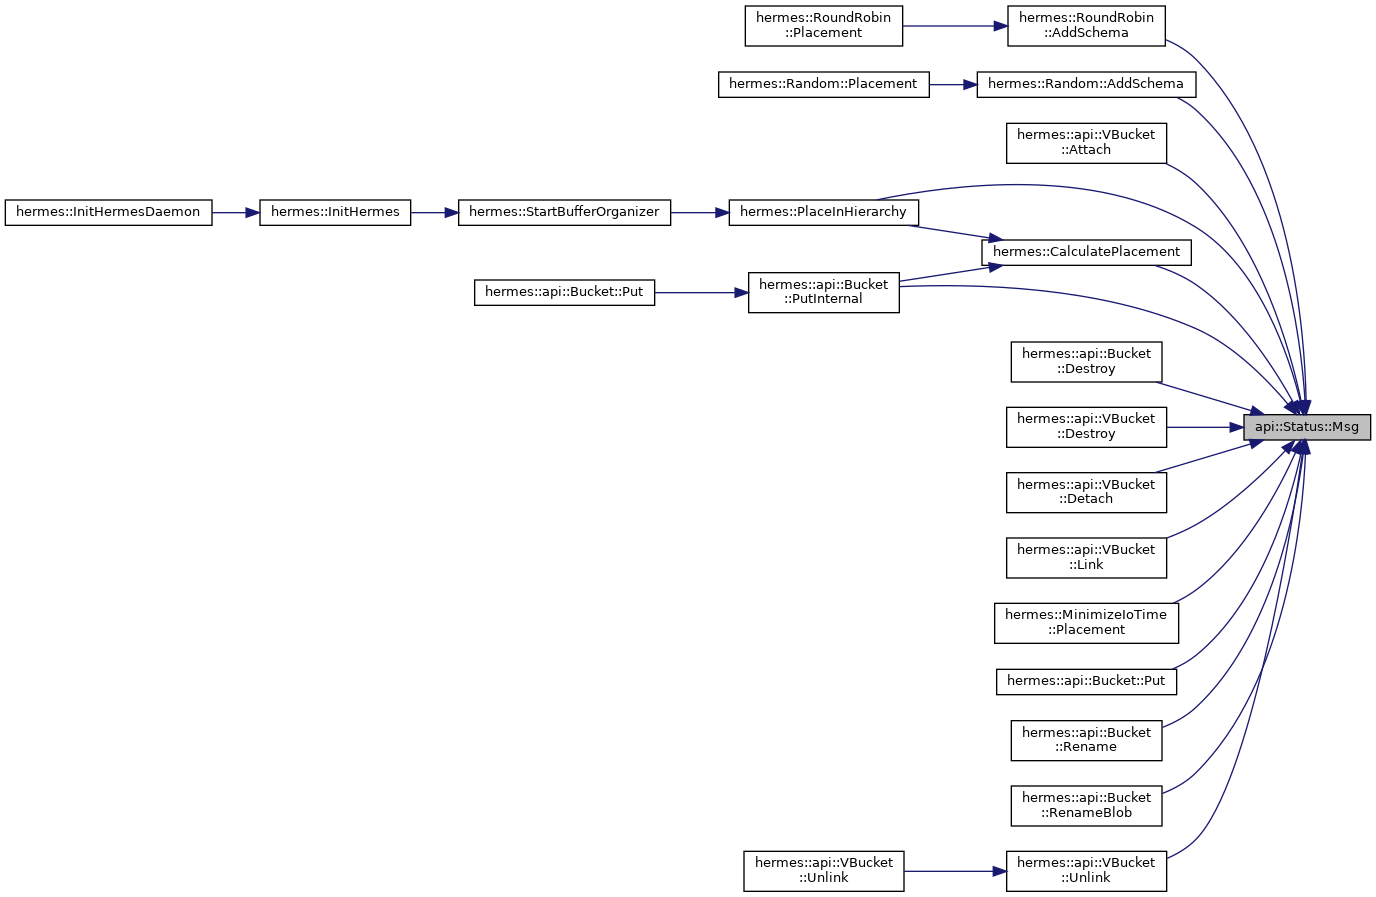 hermes::RoundRobin
::Placement
hermes::RoundRobin
::AddSchema
hermes::Random::Placement
hermes::Random::AddSchema
hermes::api::VBucket
::Attach
hermes::InitHermesDaemon
hermes::InitHermes
hermes::StartBufferOrganizer
hermes::PlaceInHierarchy
hermes::CalculatePlacement
hermes::api::Bucket::Put
hermes::api::Bucket
::PutInternal
hermes::api::Bucket
::Destroy
hermes::api::VBucket
::Destroy
api::Status::Msg
hermes::api::VBucket
::Detach
hermes::api::VBucket
::Link
hermes::MinimizeIoTime
::Placement
hermes::api::Bucket::Put
hermes::api::Bucket
::Rename
hermes::api::Bucket
::RenameBlob
hermes::api::VBucket
::Unlink
hermes::api::VBucket
::Unlink